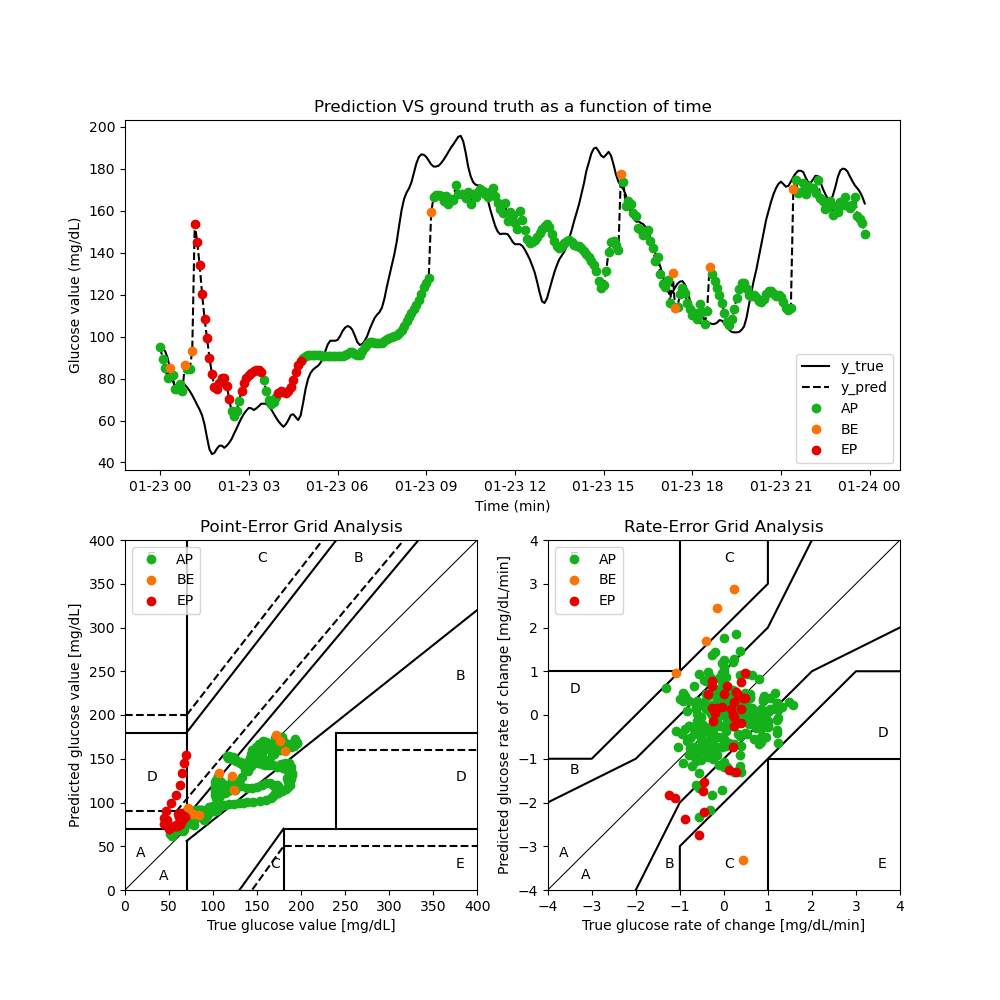 Prediction VS ground truth as a function of time
Glucose value (mg/dL)
200
180
160
140
120
100
80
60
40
y_true
y_pred
AP
BE
EP
01-23 00 01-23 03 01-23 06 01-23 09 01-23 12 01-23 15 01-23 18 01-23 21 01-24 00
Time (min)
Point-Error Grid Analysis
Predicted glucose value [mg/dL]
400
350
300
250
200
150
100
50
0
AP
BE
EP
C
B
B
D
D
A
A
C
E
0 50 100 150 200 250 300 350 400
True glucose value [mg/dL]
Rate-Error Grid Analysis
Predicted glucose rate of change [mg/dL/min]
4
3
2
1
0
−1
−2
−3
−4
AP
BE
EP
C
D
D
B
A
A
B
C
E
−4 −3 −2 −1 0 1 2 3 4
True glucose rate of change [mg/dL/min]